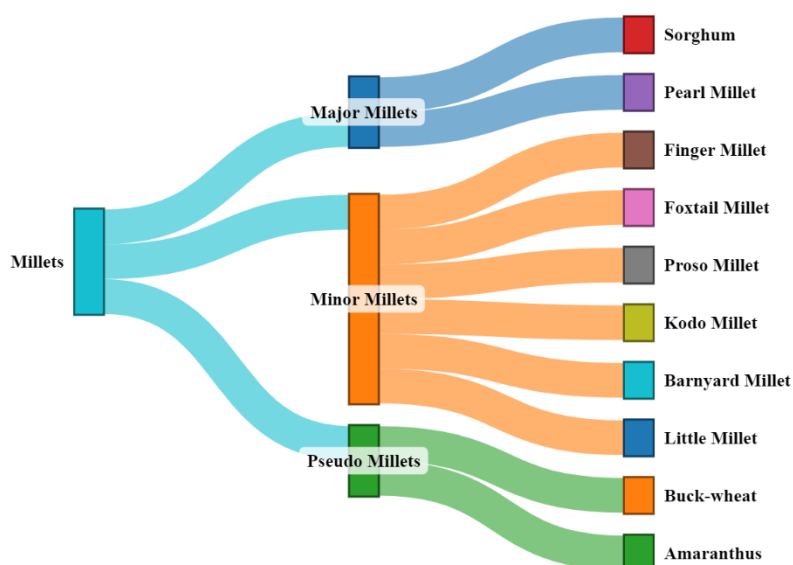 Millets
Major Millets
Minor Millets
Pseudo Millets
Sorghum
Pearl Millet
Finger Millet
Foxtail Millet
Proso Millet
Kodo Millet
Barnyard Millet
Little Millet
Buck-wheat
Amaranthus